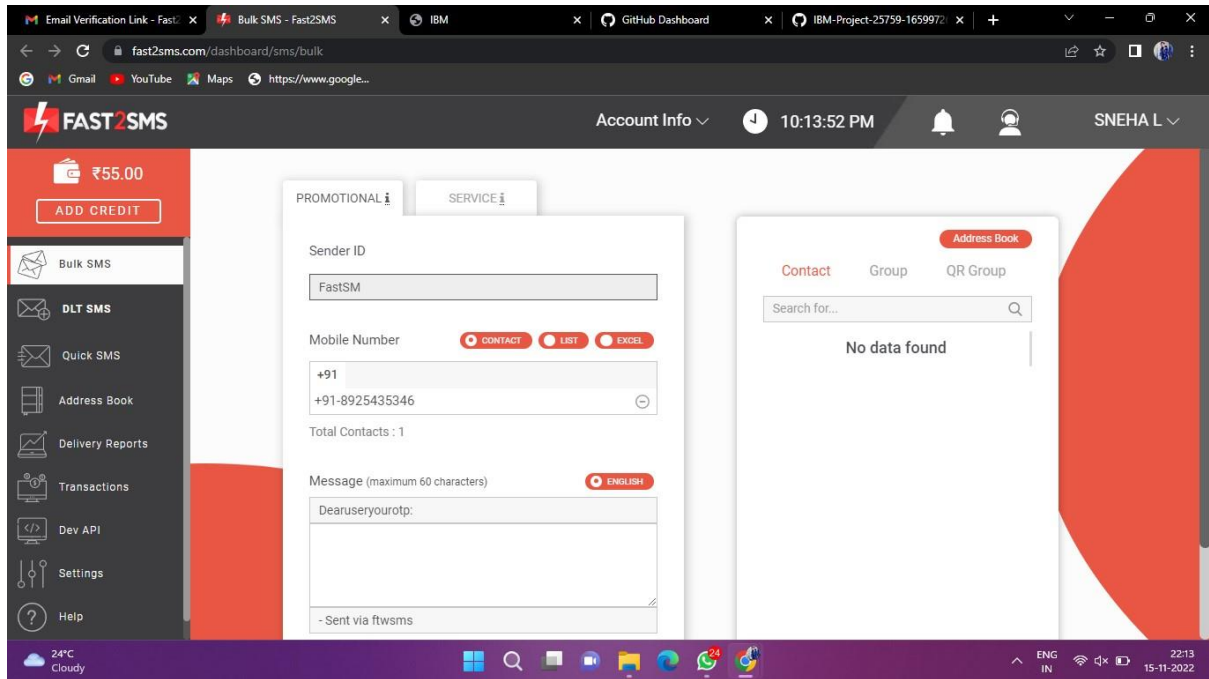 Email Verification Link - Fast2
Bulk SMS - Fast2SMS
IBM
GitHub Dashboard
IBM-Project-25759-1659972
fast2sms.com/dashboard/sms/bulk
Gmail
YouTube
Maps
https://www.google...
FAST2SMS
Account Info
10:13:52 PM
SNEHA L
₹55.00
ADD CREDIT
Bulk SMS
DLT SMS
Quick SMS
Address Book
Delivery Reports
Transactions
Dev API
Settings
Help
PROMOTIONAL i
SERVICE i
Sender ID
FastSM
Mobile Number
CONTACT
LIST
EXCEL
+91
+91-8925435346
Total Contacts : 1
Message (maximum 60 characters)
ENGLISH
Dearuseryourotp:
- Sent via ftwsms
Address Book
Contact
Group
QR Group
Search for...
No data found
24°C
Cloudy
24
ENG
IN
22:13
15-11-2022